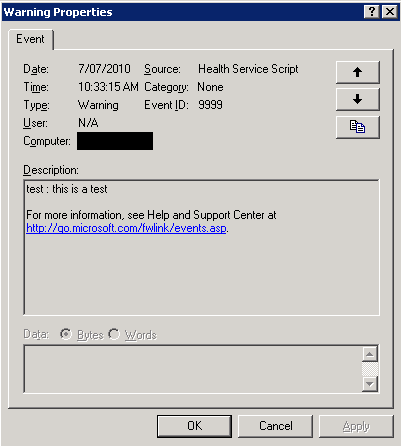 Warning Properties
Event
Date: 7/07/2010 Source: Health Service Script
Time: 10:33:15 AM Category: None
Type: Warning Event ID: 9999
User: N/A
Computer:
Description:
test : this is a test
For more information, see Help and Support Center at
http://go.microsoft.com/fwlink/events.asp.
Data: Bytes Words
OK Cancel Apply